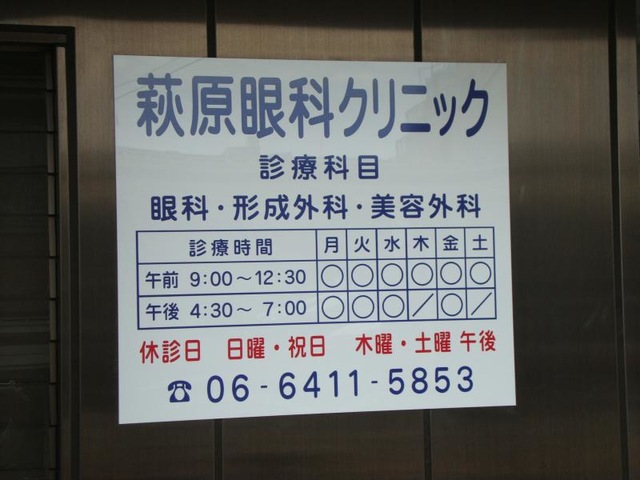 萩原眼科クリニック
診療科目
眼科・形成外科・美容外科
診療時間 月 火 水 木 金 土
午前 9:00～12:30 ○ ○ ○ ○ ○ ○
午後 4:30～ 7:00 ○ ○ ○ ／ ○ ／
休診日 日曜・祝日 木曜・土曜 午後
☎ 06-6411-5853